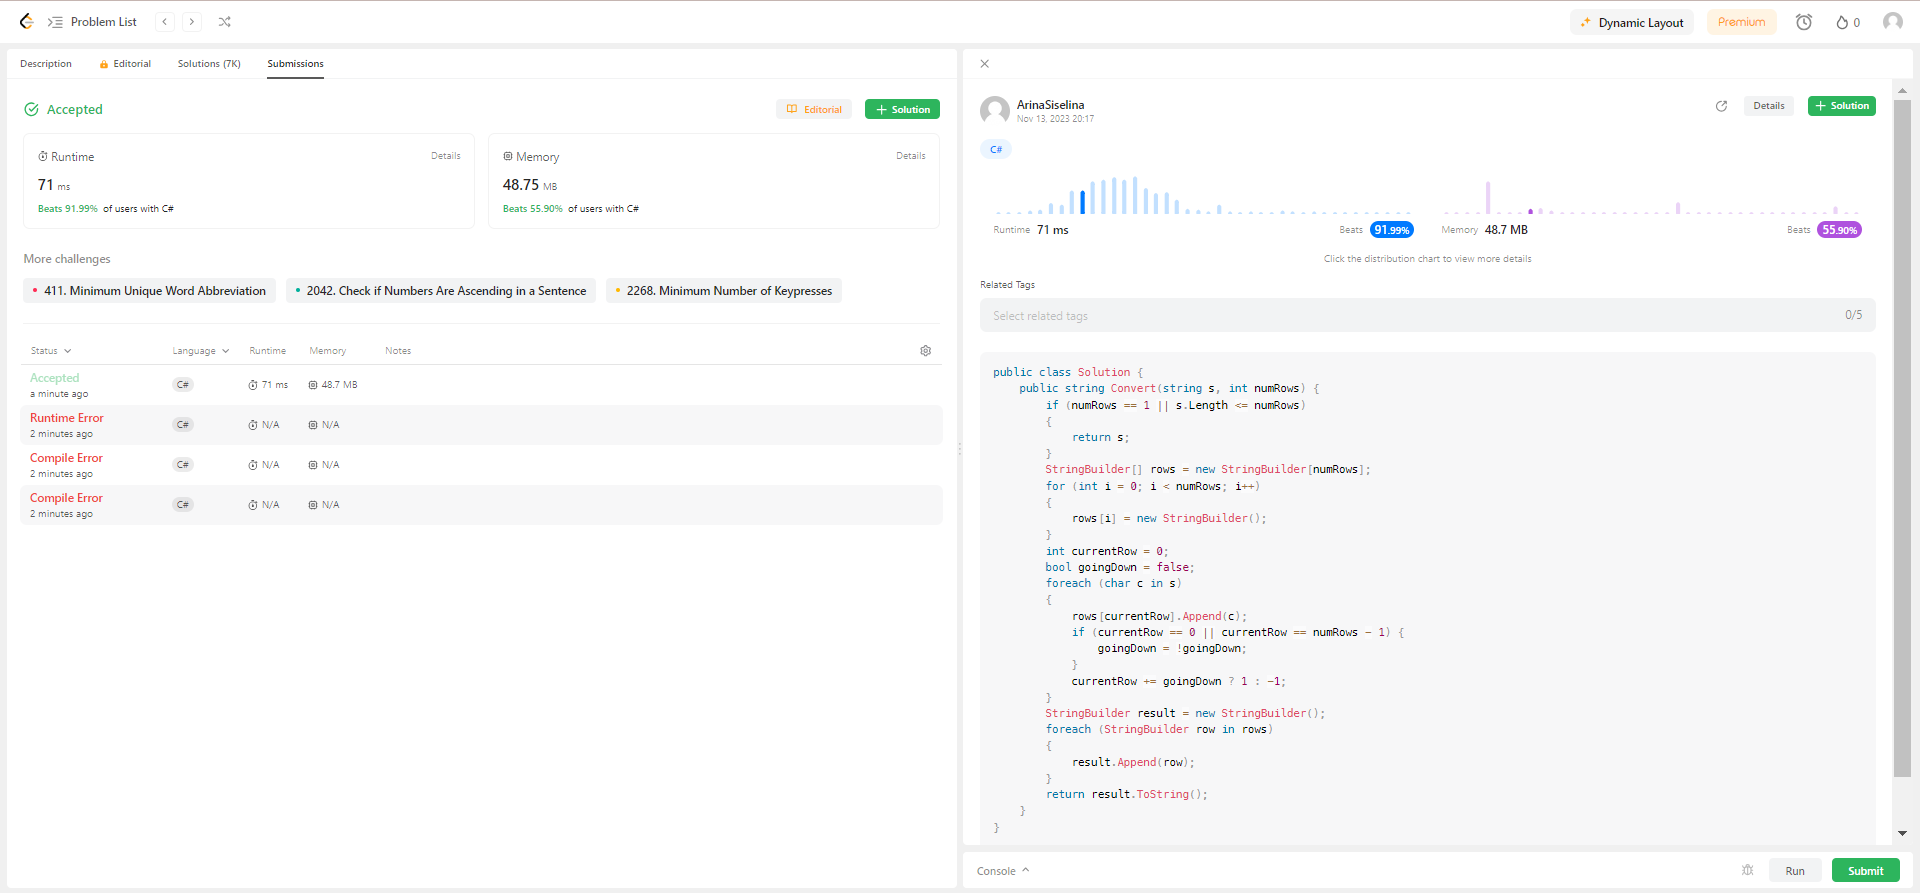 Problem List
Dynamic Layout
Premium
0
Description
Editorial
Solutions (7K)
Submissions
Accepted
Editorial
+ Solution
Runtime
Details
71 ms
Beats 91.99% of users with C#
Memory
Details
48.75 MB
Beats 55.90% of users with C#
More challenges
411. Minimum Unique Word Abbreviation
2042. Check if Numbers Are Ascending in a Sentence
2268. Minimum Number of Keypresses
Status Language Runtime Memory Notes
Accepted
a minute ago
C# 71 ms 48.7 MB
Runtime Error
2 minutes ago
C# N/A N/A
Compile Error
2 minutes ago
C# N/A N/A
Compile Error
2 minutes ago
C# N/A N/A
ArinaSiselina
Nov 13, 2023 20:17
Details
+ Solution
C#
Runtime 71 ms
Beats 91.99%
Memory 48.7 MB
Beats 55.90%
Click the distribution chart to view more details
Related Tags
Select related tags
0/5
public class Solution {
    public string Convert(string s, int numRows) {
        if (numRows == 1 || s.Length <= numRows)
        {
            return s;
        }
        StringBuilder[] rows = new StringBuilder[numRows];
        for (int i = 0; i < numRows; i++)
        {
            rows[i] = new StringBuilder();
        }
        int currentRow = 0;
        bool goingDown = false;
        foreach (char c in s)
        {
            rows[currentRow].Append(c);
            if (currentRow == 0 || currentRow == numRows - 1) {
                goingDown = !goingDown;
            }
            currentRow += goingDown ? 1 : -1;
        }
        StringBuilder result = new StringBuilder();
        foreach (StringBuilder row in rows)
        {
            result.Append(row);
        }
        return result.ToString();
    }
}
Console
Run
Submit